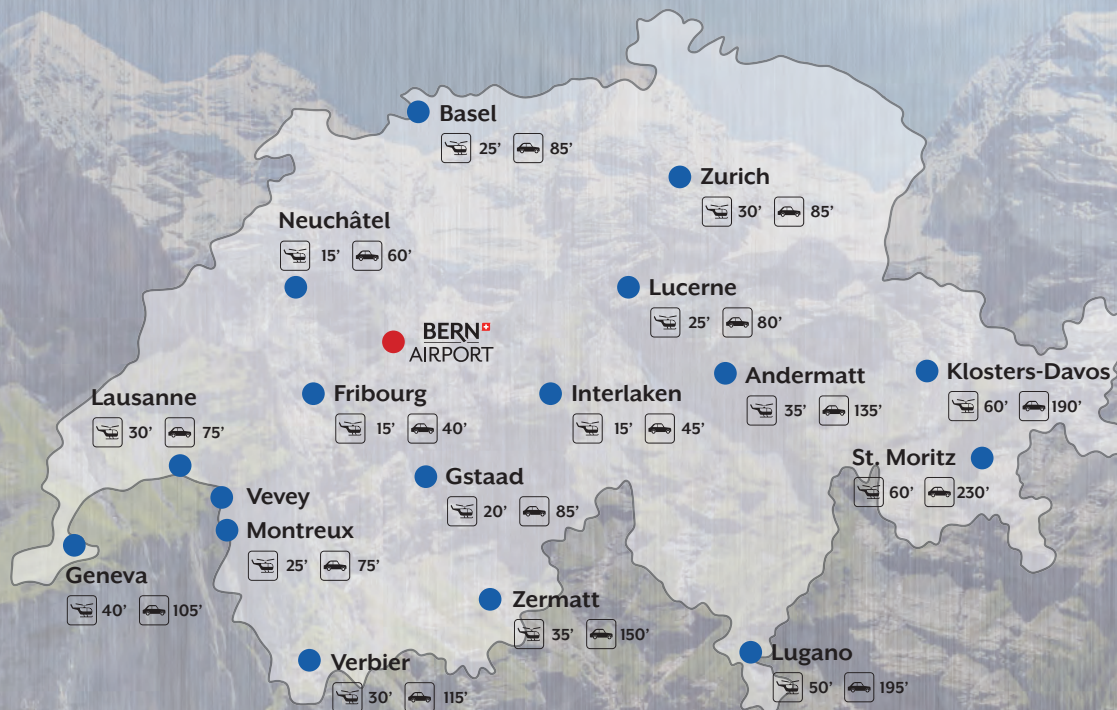 Basel
25’ 85’
Zurich
30’ 85’
Neuchâtel
15’ 60’
Lucerne
25’ 80’
BERN
AIRPORT
Andermatt
35’ 135’
Klosters-Davos
60’ 190’
Lausanne
30’ 75’
Fribourg
15’ 40’
Interlaken
15’ 45’
St. Moritz
60’ 230’
Gstaad
20’ 85’
Vevey
Montreux
25’ 75’
Geneva
40’ 105’
Zermatt
35’ 150’
Verbier
30’ 115’
Lugano
50’ 195’